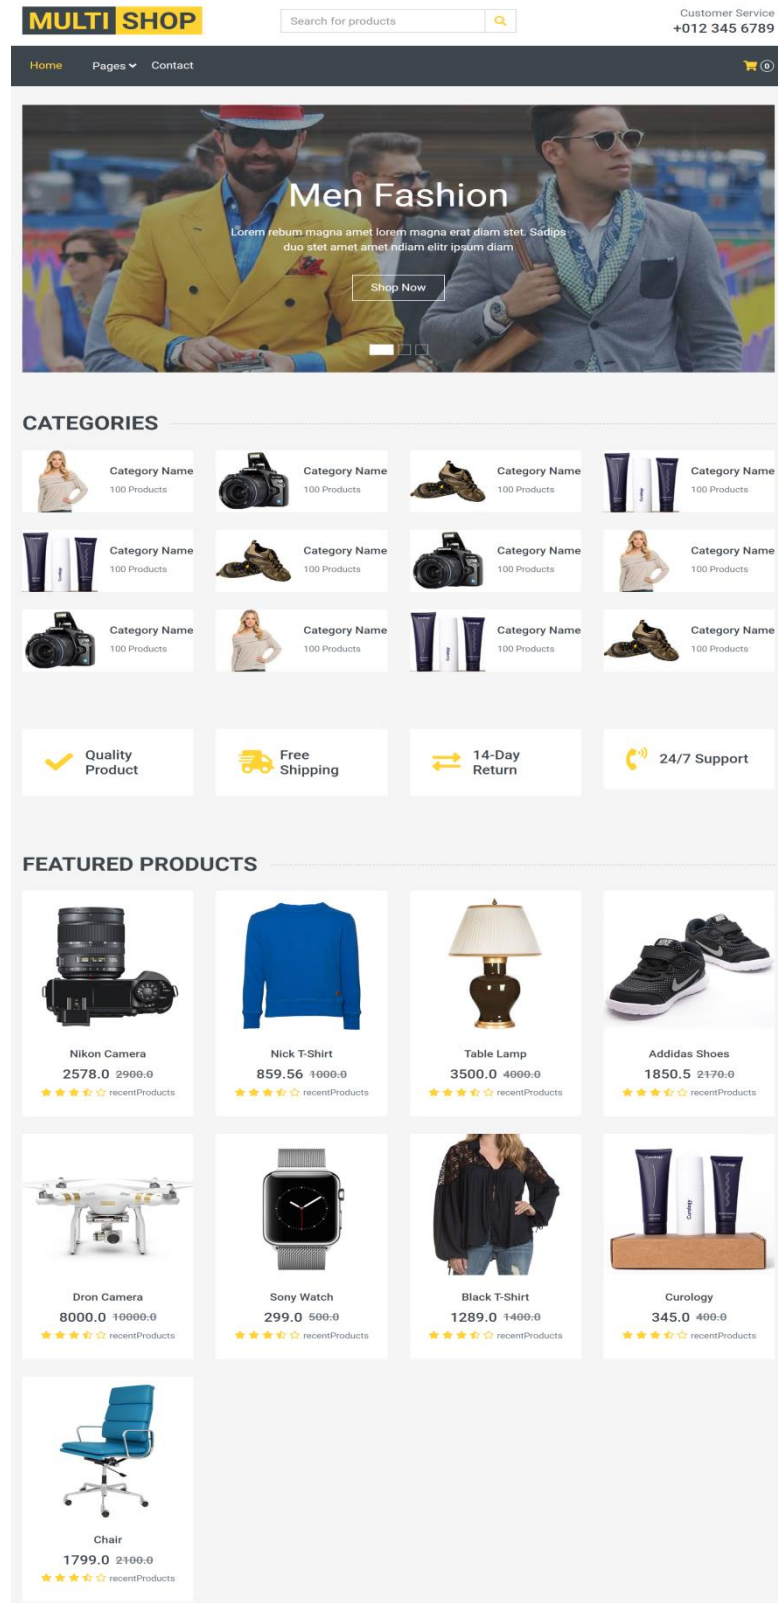 MULTI SHOP
Search for products
Customer Service
+012 345 6789
Home Pages Contact
0
Men Fashion
Lorem rebum magna amet lorem magna erat diam stet. Sadips
duo stet amet amet ndiam elitr ipsum diam
Shop Now
CATEGORIES
Category Name
100 Products
Category Name
100 Products
Category Name
100 Products
Curology
Category Name
100 Products
Curology
Category Name
100 Products
Category Name
100 Products
Category Name
100 Products
Category Name
100 Products
Category Name
100 Products
Category Name
100 Products
Curology
Category Name
100 Products
Category Name
100 Products
Quality
Product
Free
Shipping
14-Day
Return
24/7 Support
FEATURED PRODUCTS
Nikon Camera
2578.0 2900.0
recentProducts
Nick T-Shirt
859.56 1000.0
recentProducts
Table Lamp
3500.0 4000.0
recentProducts
NIKE
Addidas Shoes
1850.5 2170.0
recentProducts
Dron Camera
8000.0 10000.0
recentProducts
Sony Watch
299.0 500.0
recentProducts
Black T-Shirt
1289.0 1400.0
recentProducts
Curology
Curology
Curology
Curology
345.0 400.0
recentProducts
Chair
1799.0 2100.0
recentProducts